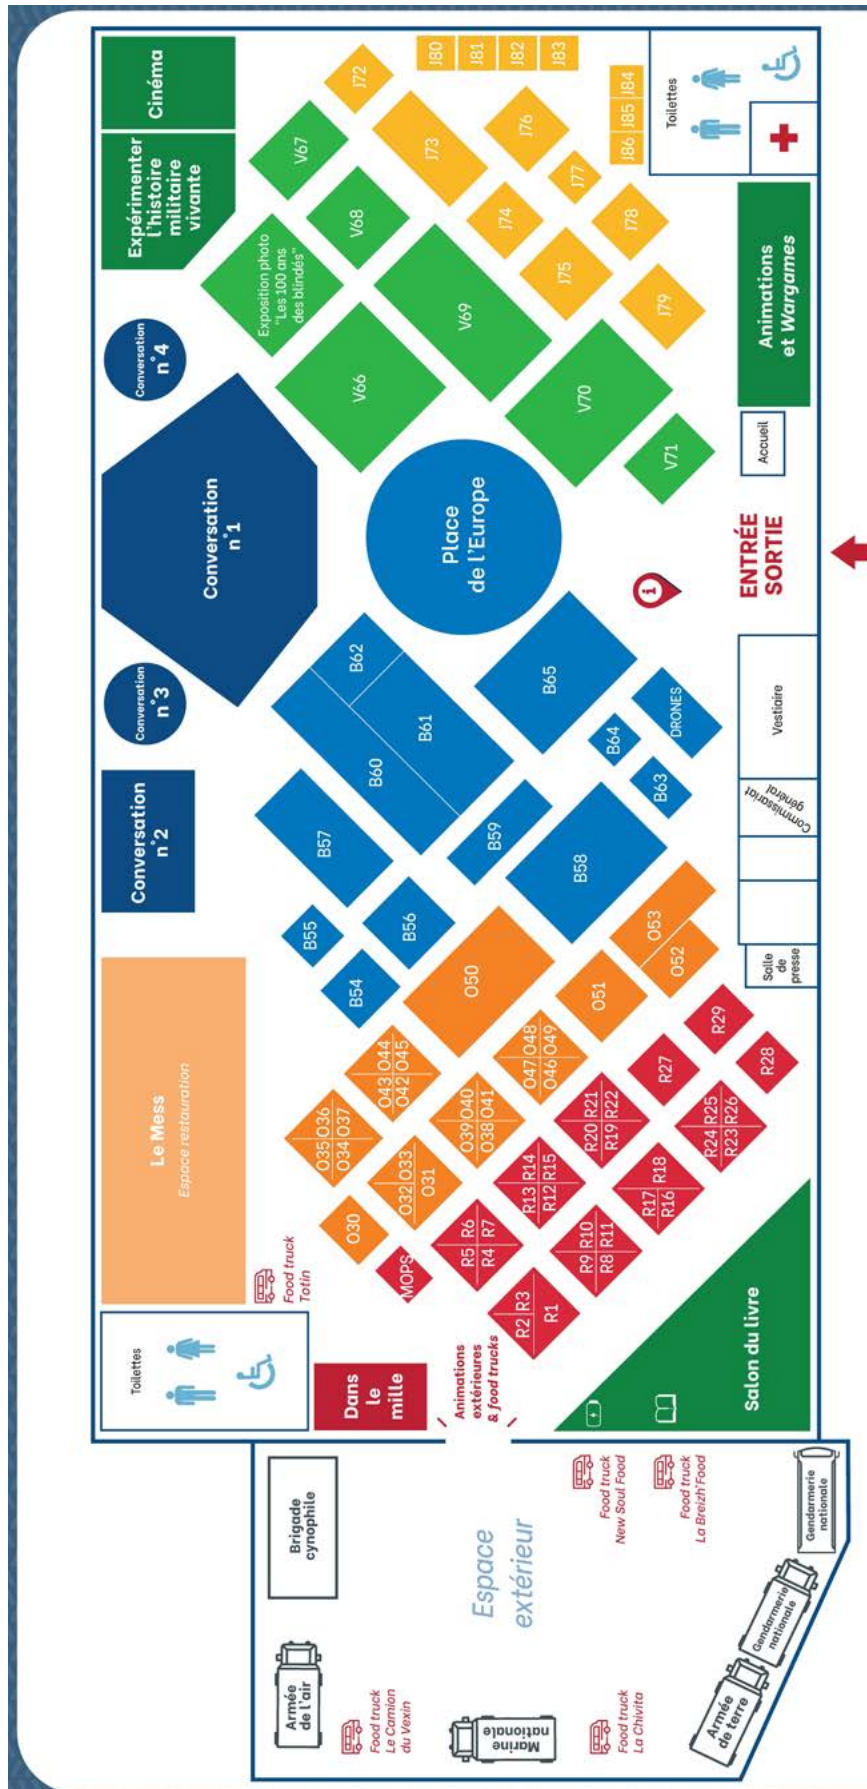 Toilettes
Le Mess
Espace restauration
Food truck
Totin
Conversation
n°2
Conversation
n°3
Conversation
n°1
Conversation
n°4
Expérimenter
l'histoire
militaire
vivante
Cinéma
Brigade
cynophile
Armée
de l'air
Food truck
Le Camion
du Vexin
Marine
nationale
Food truck
La Chivita
Espace
extérieur
Food truck
New Soul Food
Food truck
La Breizh'Food
Armée
de terre
Gendarmerie
nationale
Gendarmerie
nationale
Dans
le
mille
Animations
extérieures
& food trucks
Salon du livre
MOPS
R2 R3
R1
R5 R6
R4 R7
R9 R10
R8 R11
R13 R14
R12 R15
R17 R18
R16
R20 R21
R19 R22
R24 R25
R23 R26
R27
R28
R29
O30
O32 O33
O31
O35 O36
O34 O37
O39 O40
O38 O41
O43 O44
O42 O45
O47 O48
O46 O49
O50
O51
O52
O53
B54
B55
B56
B57
B58
B59
B60
B61
B62
B63
B64
B65
DRONES
Place
de l'Europe
i
V66
Exposition photo
"Les 100 ans
des blindés"
V67
V68
V69
V70
V71
J72
J73
J74
J75
J76
J77
J78
J79
J80
J81
J82
J83
J86 J85 J84
Toilettes
Salle
de
presse
Commissariat
général
Vestiaire
ENTRÉE
SORTIE
Accueil
Animations
et Wargames